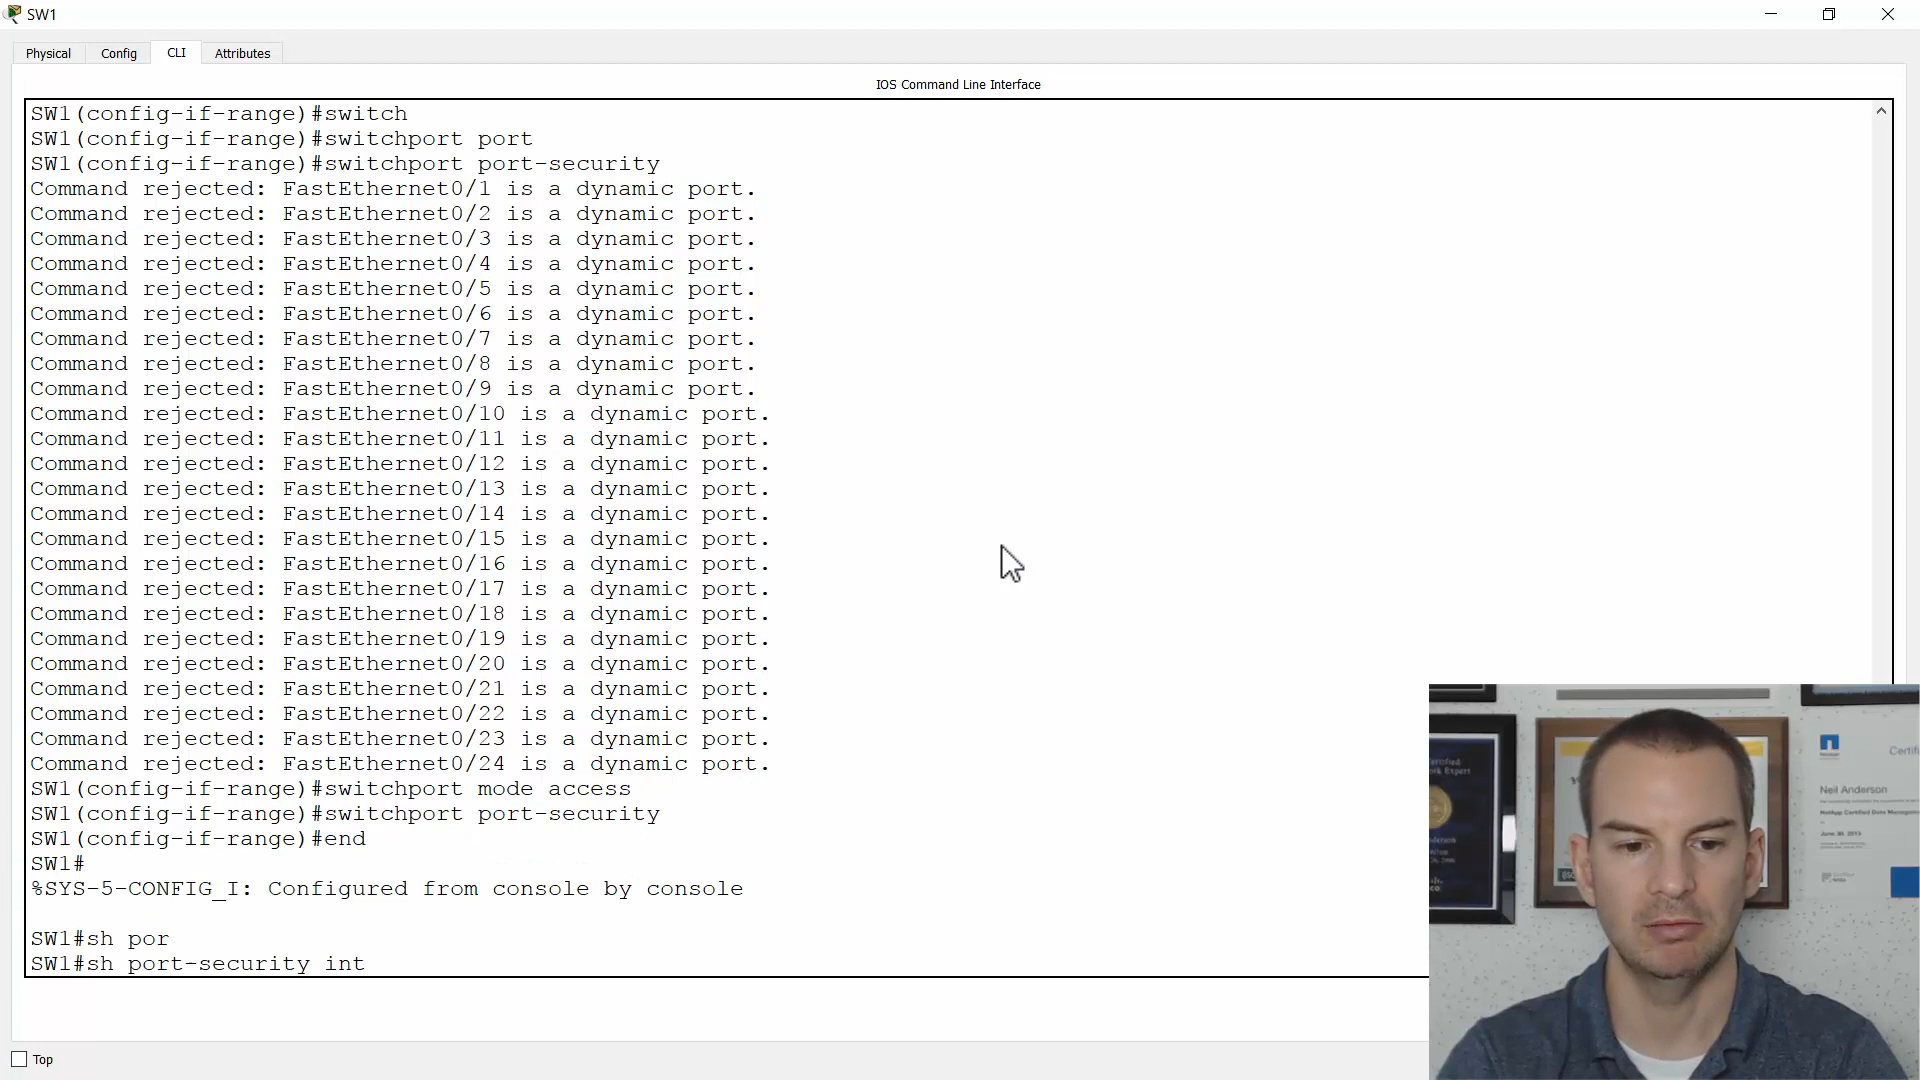 SW1
Physical
Config
CLI
Attributes
IOS Command Line Interface
SW1(config-if-range)#switch
SW1(config-if-range)#switchport port
SW1(config-if-range)#switchport port-security
Command rejected: FastEthernet0/1 is a dynamic port.
Command rejected: FastEthernet0/2 is a dynamic port.
Command rejected: FastEthernet0/3 is a dynamic port.
Command rejected: FastEthernet0/4 is a dynamic port.
Command rejected: FastEthernet0/5 is a dynamic port.
Command rejected: FastEthernet0/6 is a dynamic port.
Command rejected: FastEthernet0/7 is a dynamic port.
Command rejected: FastEthernet0/8 is a dynamic port.
Command rejected: FastEthernet0/9 is a dynamic port.
Command rejected: FastEthernet0/10 is a dynamic port.
Command rejected: FastEthernet0/11 is a dynamic port.
Command rejected: FastEthernet0/12 is a dynamic port.
Command rejected: FastEthernet0/13 is a dynamic port.
Command rejected: FastEthernet0/14 is a dynamic port.
Command rejected: FastEthernet0/15 is a dynamic port.
Command rejected: FastEthernet0/16 is a dynamic port.
Command rejected: FastEthernet0/17 is a dynamic port.
Command rejected: FastEthernet0/18 is a dynamic port.
Command rejected: FastEthernet0/19 is a dynamic port.
Command rejected: FastEthernet0/20 is a dynamic port.
Command rejected: FastEthernet0/21 is a dynamic port.
Command rejected: FastEthernet0/22 is a dynamic port.
Command rejected: FastEthernet0/23 is a dynamic port.
Command rejected: FastEthernet0/24 is a dynamic port.
SW1(config-if-range)#switchport mode access
SW1(config-if-range)#switchport port-security
SW1(config-if-range)#end
SW1#
%SYS-5-CONFIG_I: Configured from console by console
SW1#sh por
SW1#sh port-security int
Top
Certifi
Neil Anderson